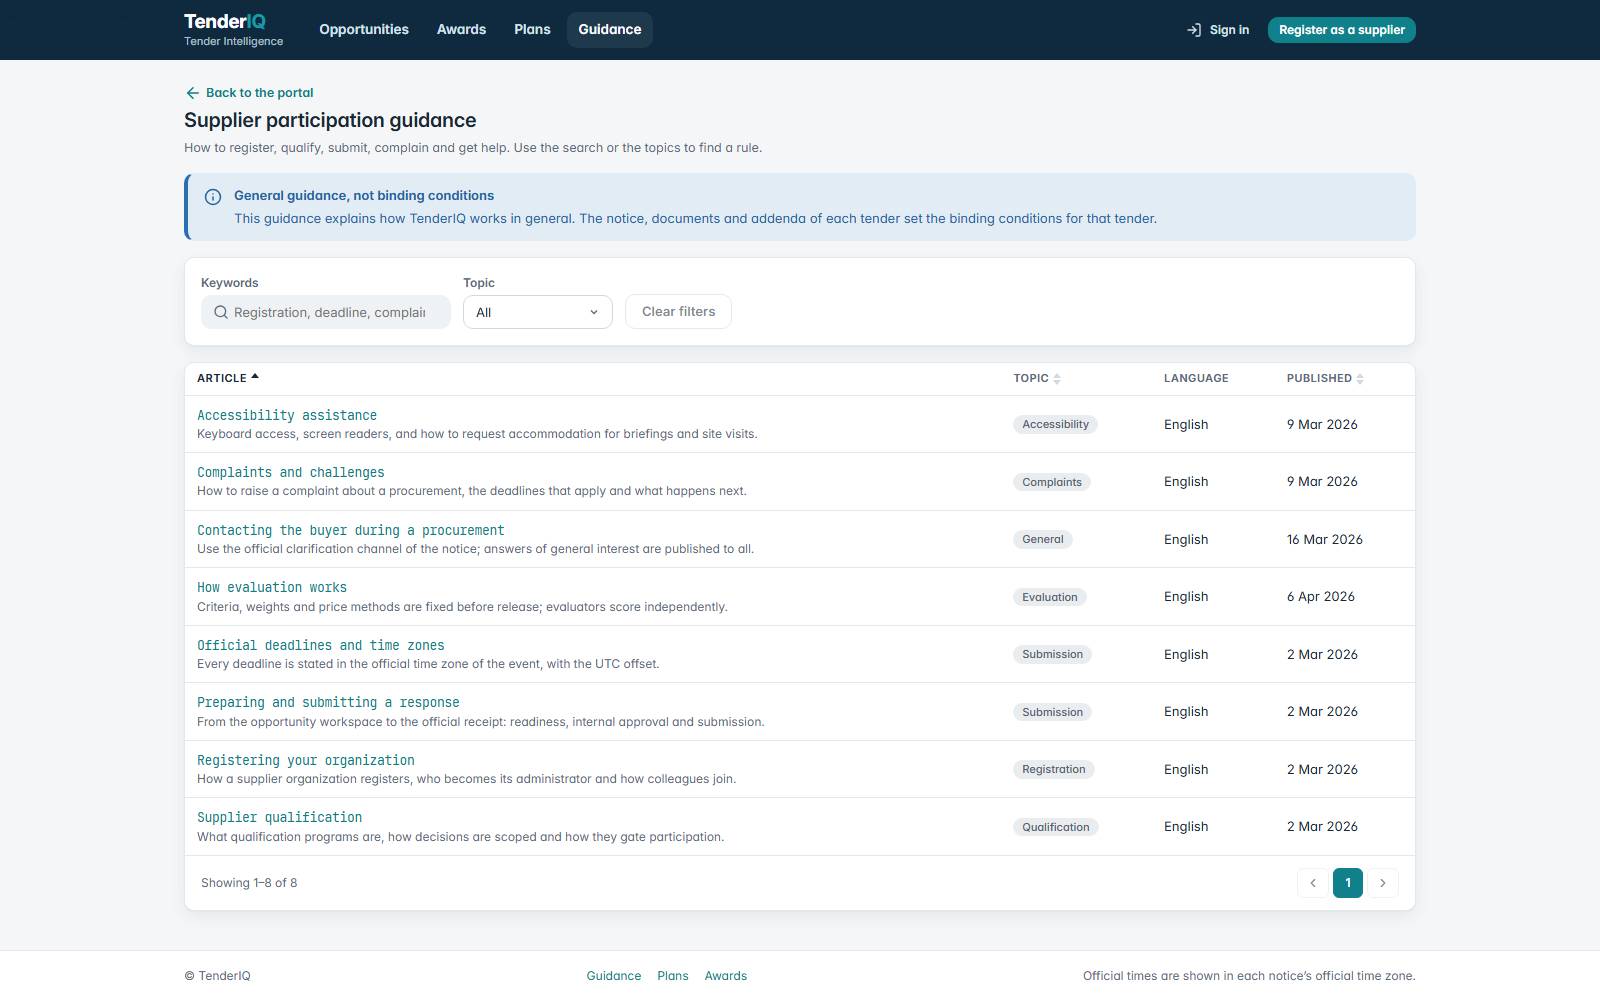 TenderIQ
Tender Intelligence
Opportunities
Awards
Plans
Guidance
Sign in
Register as a supplier
Back to the portal
Supplier participation guidance
How to register, qualify, submit, complain and get help. Use the search or the topics to find a rule.
General guidance, not binding conditions
This guidance explains how TenderIQ works in general. The notice, documents and addenda of each tender set the binding conditions for that tender.
Keywords
Topic
Registration, deadline, complain
All
Clear filters
ARTICLE
TOPIC
LANGUAGE
PUBLISHED
Accessibility assistance
Keyboard access, screen readers, and how to request accommodation for briefings and site visits.
Accessibility
English
9 Mar 2026
Complaints and challenges
How to raise a complaint about a procurement, the deadlines that apply and what happens next.
Complaints
English
9 Mar 2026
Contacting the buyer during a procurement
Use the official clarification channel of the notice; answers of general interest are published to all.
General
English
16 Mar 2026
How evaluation works
Criteria, weights and price methods are fixed before release; evaluators score independently.
Evaluation
English
6 Apr 2026
Official deadlines and time zones
Every deadline is stated in the official time zone of the event, with the UTC offset.
Submission
English
2 Mar 2026
Preparing and submitting a response
From the opportunity workspace to the official receipt: readiness, internal approval and submission.
Submission
English
2 Mar 2026
Registering your organization
How a supplier organization registers, who becomes its administrator and how colleagues join.
Registration
English
2 Mar 2026
Supplier qualification
What qualification programs are, how decisions are scoped and how they gate participation.
Qualification
English
2 Mar 2026
Showing 1–8 of 8
1
© TenderIQ
Guidance
Plans
Awards
Official times are shown in each notice's official time zone.